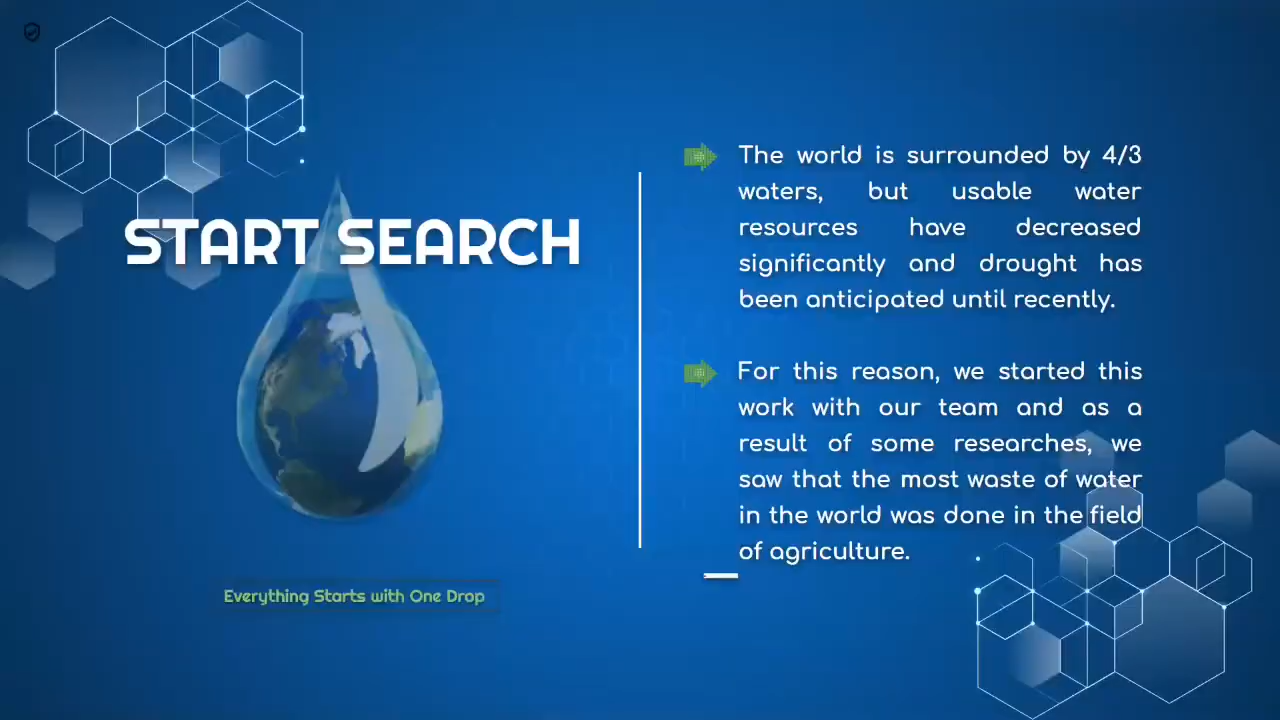 START SEARCH
Everything Starts with One Drop
The world is surrounded by 4/3
waters, but usable water
resources have decreased
significantly and drought has
been anticipated until recently.
For this reason, we started this
work with our team and as a
result of some researches, we
saw that the most waste of water
in the world was done in the field
of agriculture.